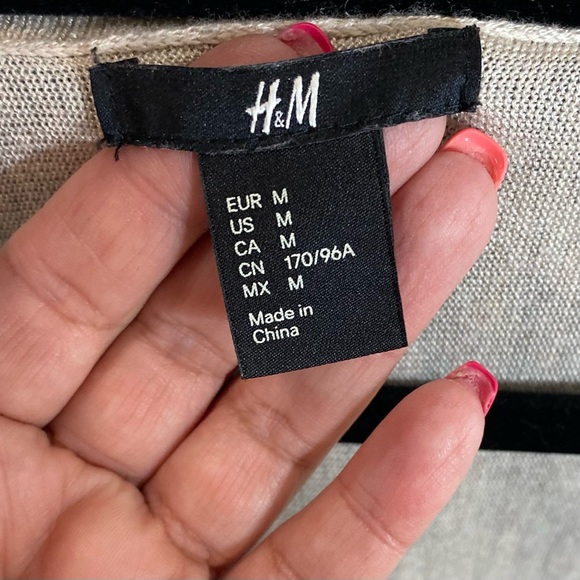 H&M
EUR M
US M
CA M
CN 170/96A
MX M
Made in
China